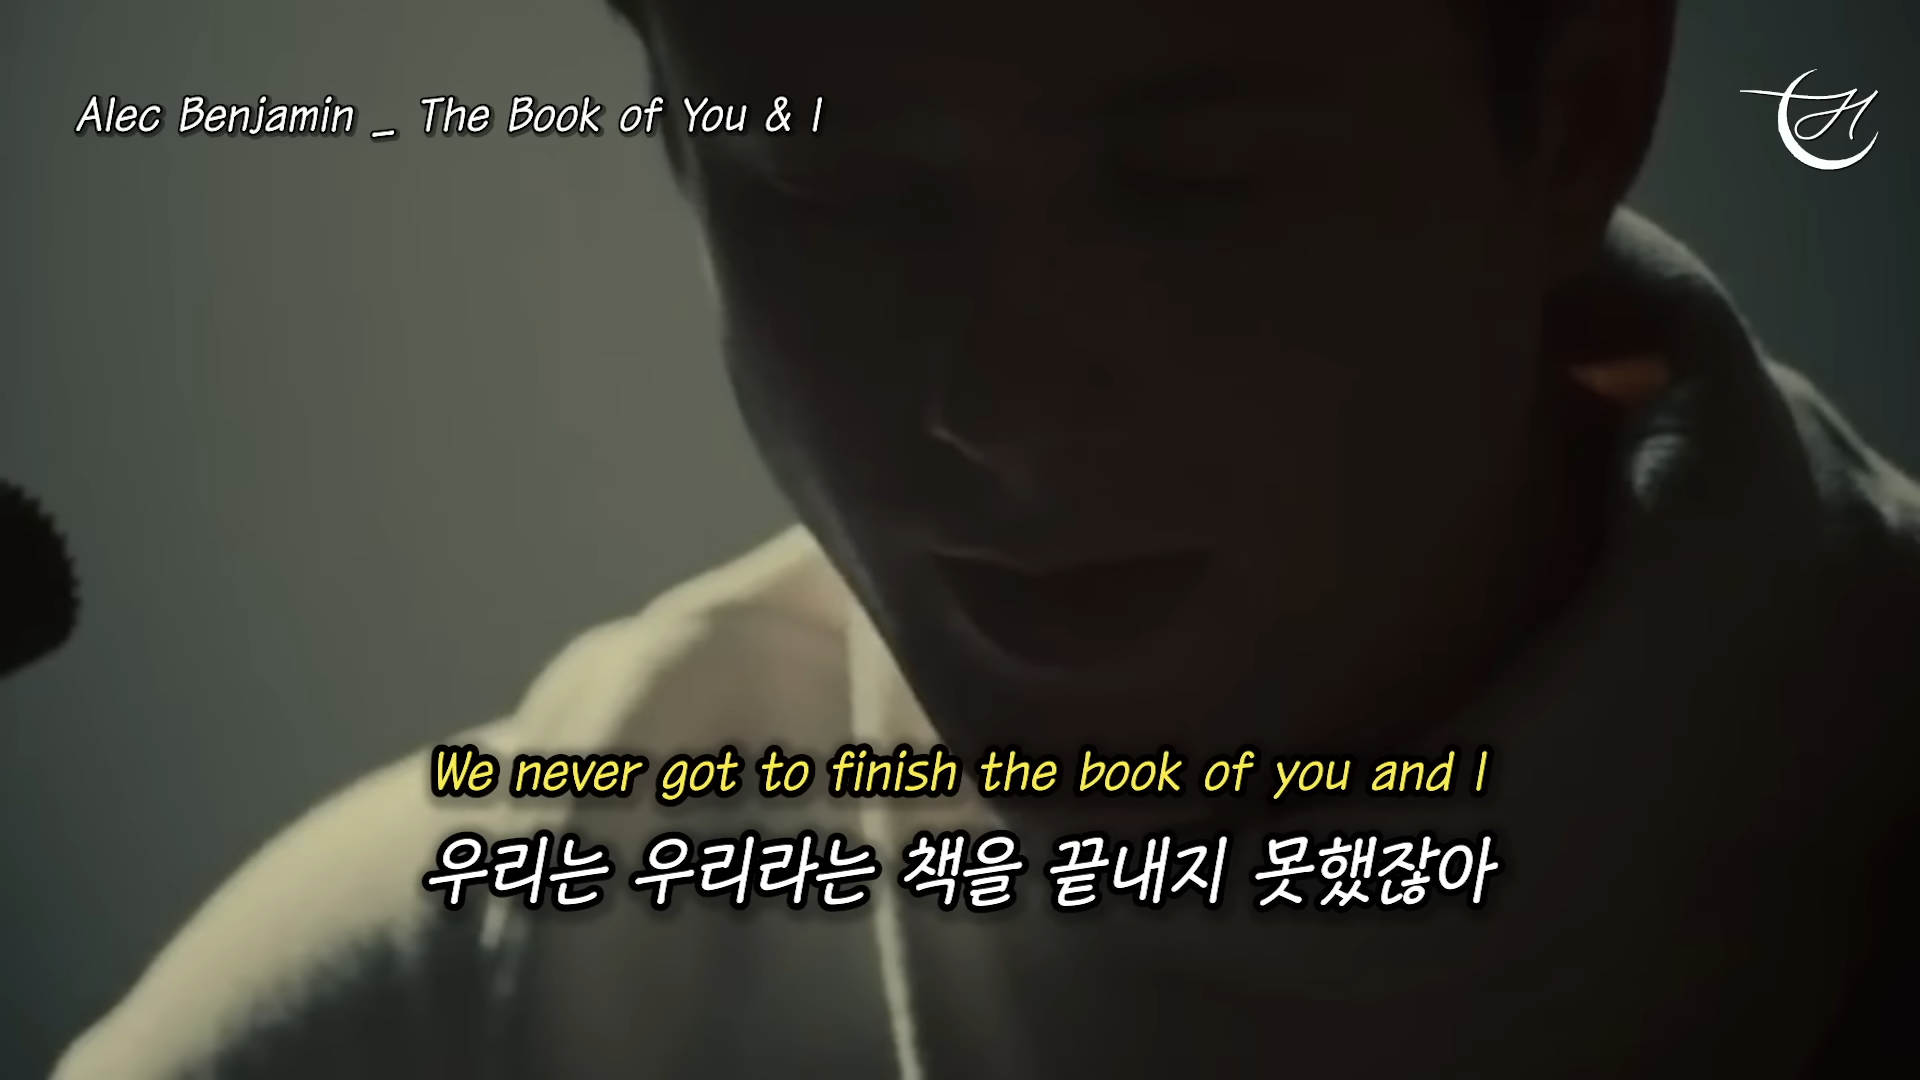 Alec Benjamin _ The Book of You & I
We never got to finish the book of you and I
우리는 우리라는 책을 끝내지 못했잖아